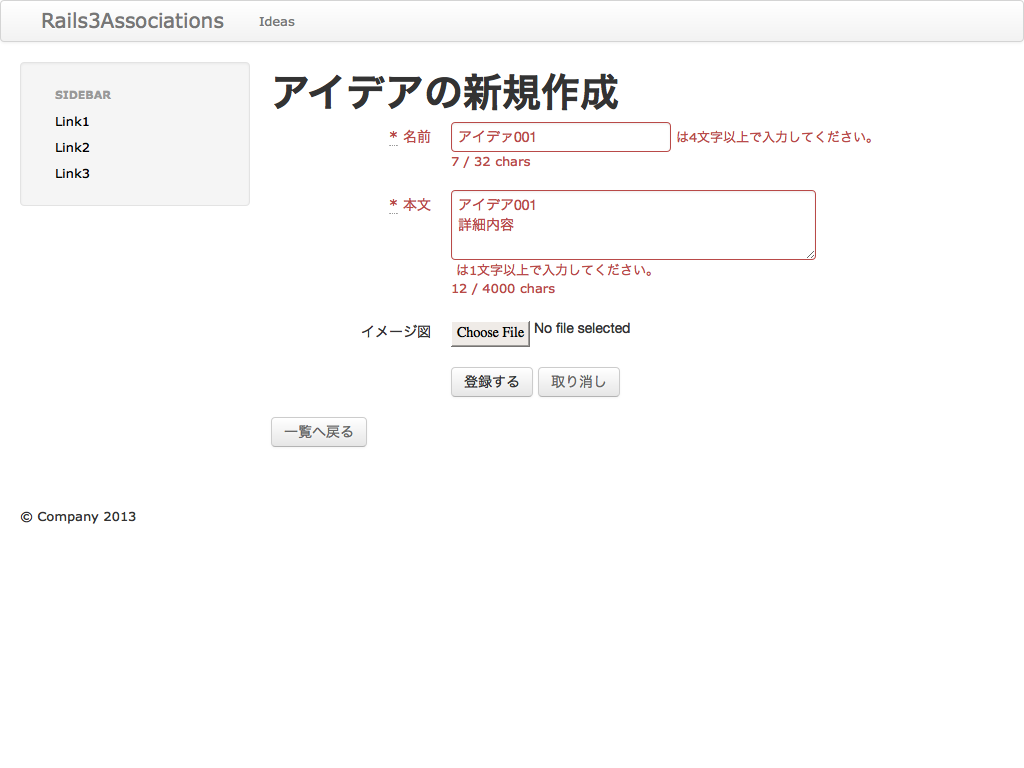 Rails3Associations Ideas
SIDEBAR
Link1
Link2
Link3
アイデアの新規作成
* 名前 アイデァ001 は4文字以上で入力してください。
7 / 32 chars
* 本文 アイデア001
詳細内容
は1文字以上で入力してください。
12 / 4000 chars
イメージ図 Choose File No file selected
登録する 取り消し
一覧へ戻る
© Company 2013